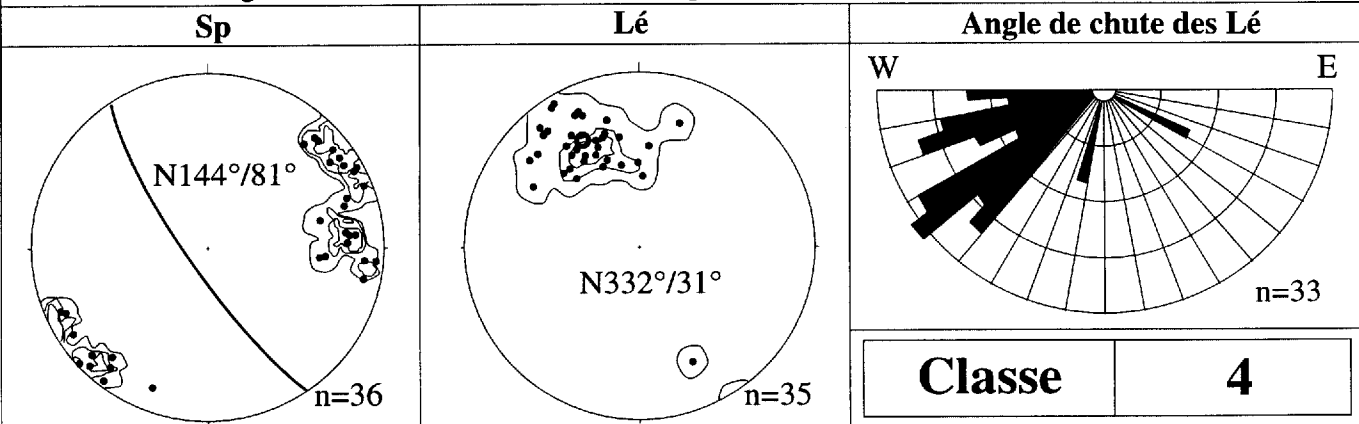 Sp
Lé
Angle de chute des Lé
N144°/81°
n=36
N332°/31°
n=35
W
E
n=33
Classe
4